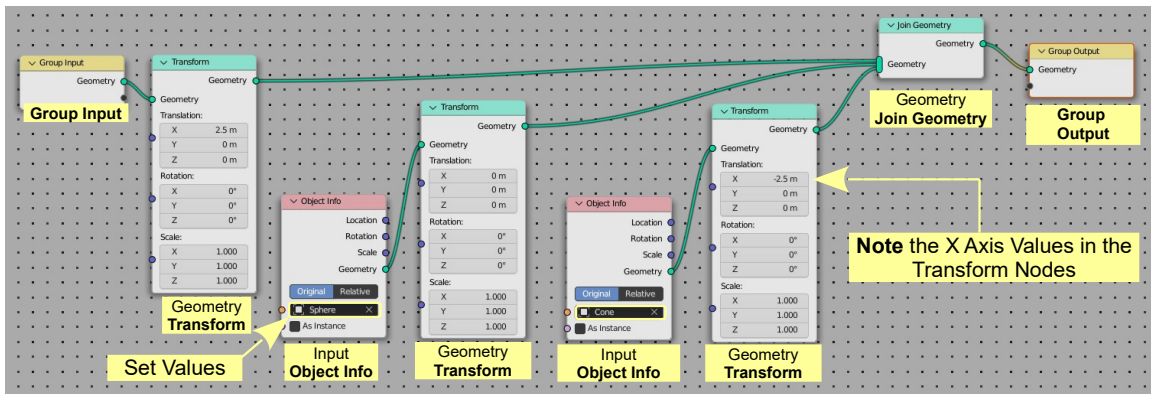 Group Input
Geometry
Group Input
Transform
Geometry
Geometry
Translation:
X 2.5 m
Y 0 m
Z 0 m
Rotation:
X 0°
Y 0°
Z 0°
Scale:
X 1.000
Y 1.000
Z 1.000
Geometry
Transform
Set Values
Object Info
Location
Rotation
Scale
Geometry
Original Relative
Sphere
As Instance
Input
Object Info
Transform
Geometry
Geometry
Translation:
X 0 m
Y 0 m
Z 0 m
Rotation:
X 0°
Y 0°
Z 0°
Scale:
X 1.000
Y 1.000
Z 1.000
Geometry
Transform
Object Info
Location
Rotation
Scale
Geometry
Original Relative
Cone
As Instance
Input
Object Info
Transform
Geometry
Geometry
Translation:
X -2.5 m
Y 0 m
Z 0 m
Rotation:
X 0°
Y 0°
Z 0°
Scale:
X 1.000
Y 1.000
Z 1.000
Geometry
Transform
Join Geometry
Geometry
Geometry
Geometry
Join Geometry
Group Output
Geometry
Group
Output
Note the X Axis Values in the
Transform Nodes